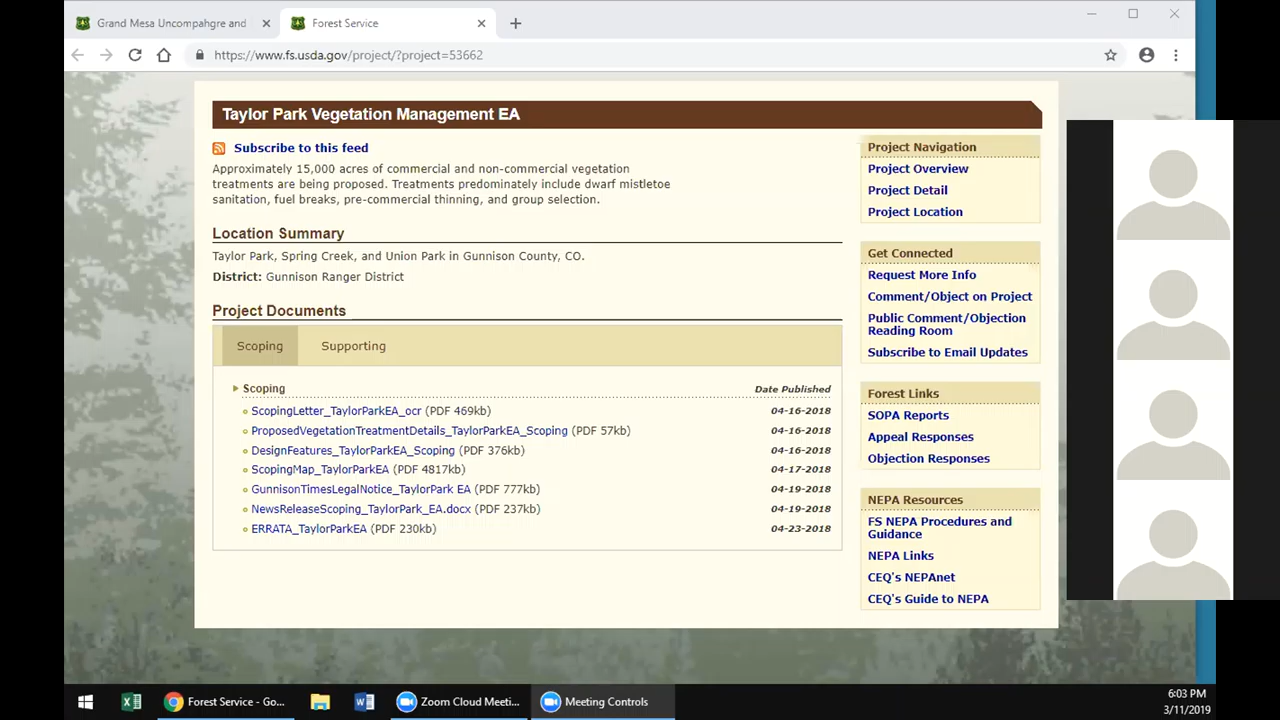 Grand Mesa Uncompahgre and
Forest Service
https://www.fs.usda.gov/project/?project=53662
Taylor Park Vegetation Management EA
Subscribe to this feed
Approximately 15,000 acres of commercial and non-commercial vegetation
treatments are being proposed. Treatments predominately include dwarf mistletoe
sanitation, fuel breaks, pre-commercial thinning, and group selection.
Location Summary
Taylor Park, Spring Creek, and Union Park in Gunnison County, CO.
District: Gunnison Ranger District
Project Documents
Scoping Supporting
Scoping Date Published
ScopingLetter_TaylorParkEA_ocr (PDF 469kb) 04-16-2018
ProposedVegetationTreatmentDetails_TaylorParkEA_Scoping (PDF 57kb) 04-16-2018
DesignFeatures_TaylorParkEA_Scoping (PDF 376kb) 04-16-2018
ScopingMap_TaylorParkEA (PDF 4817kb) 04-17-2018
GunnisonTimesLegalNotice_TaylorPark EA (PDF 777kb) 04-19-2018
NewsReleaseScoping_TaylorPark_EA.docx (PDF 237kb) 04-19-2018
ERRATA_TaylorParkEA (PDF 230kb) 04-23-2018
Project Navigation
Project Overview
Project Detail
Project Location
Get Connected
Request More Info
Comment/Object on Project
Public Comment/Objection
Reading Room
Subscribe to Email Updates
Forest Links
SOPA Reports
Appeal Responses
Objection Responses
NEPA Resources
FS NEPA Procedures and
Guidance
NEPA Links
CEQ's NEPAnet
CEQ's Guide to NEPA
Forest Service - Go... Zoom Cloud Meeti... Meeting Controls
6:03 PM
3/11/2019